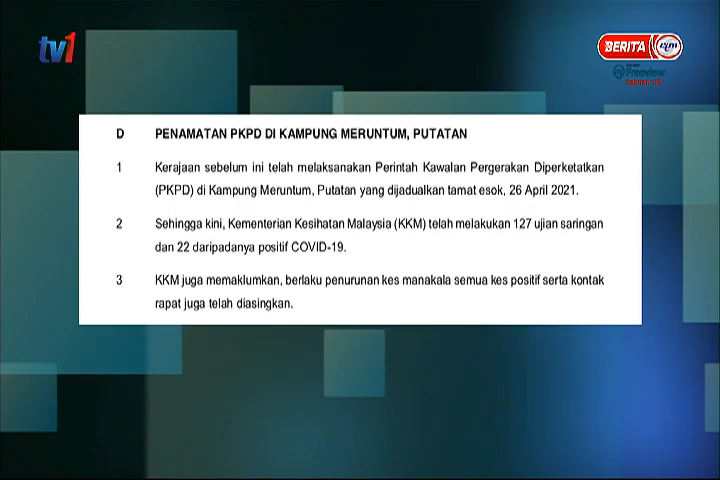 tv1
BERITA rtm
Freeview
D PENAMATAN PKPD DI KAMPUNG MERUNTUM, PUTATAN
1 Kerajaan sebelum ini telah melaksanakan Perintah Kawalan Pergerakan Diperketatkan
(PKPD) di Kampung Meruntum, Putatan yang dijadualkan tamat esok, 26 April 2021.
2 Sehingga kini, Kementerian Kesihatan Malaysia (KKM) telah melakukan 127 ujian saringan
dan 22 daripadanya positif COVID-19.
3 KKM juga memaklumkan, berlaku penurunan kes manakala semua kes positif serta kontak
rapat juga telah diasingkan.